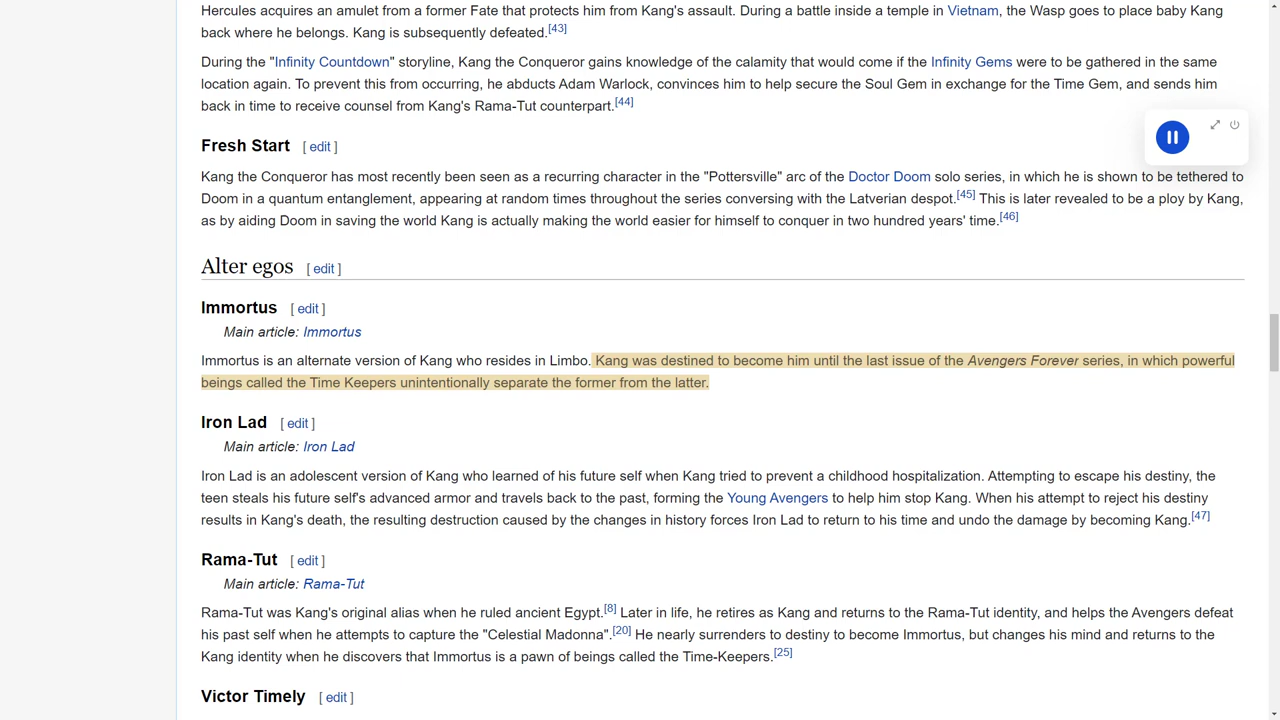 Hercules acquires an amulet from a former Fate that protects him from Kang's assault. During a battle inside a temple in Vietnam, the Wasp goes to place baby Kang
back where he belongs. Kang is subsequently defeated.[43]
During the "Infinity Countdown" storyline, Kang the Conqueror gains knowledge of the calamity that would come if the Infinity Gems were to be gathered in the same
location again. To prevent this from occurring, he abducts Adam Warlock, convinces him to help secure the Soul Gem in exchange for the Time Gem, and sends him
back in time to receive counsel from Kang's Rama-Tut counterpart.[44]
Fresh Start [ edit ]
Kang the Conqueror has most recently been seen as a recurring character in the "Pottersville" arc of the Doctor Doom solo series, in which he is shown to be tethered to
Doom in a quantum entanglement, appearing at random times throughout the series conversing with the Latverian despot.[45] This is later revealed to be a ploy by Kang,
as by aiding Doom in saving the world Kang is actually making the world easier for himself to conquer in two hundred years' time.[46]
Alter egos [ edit ]
Immortus [ edit ]
Main article: Immortus
Immortus is an alternate version of Kang who resides in Limbo. Kang was destined to become him until the last issue of the Avengers Forever series, in which powerful
beings called the Time Keepers unintentionally separate the former from the latter.
Iron Lad [ edit ]
Main article: Iron Lad
Iron Lad is an adolescent version of Kang who learned of his future self when Kang tried to prevent a childhood hospitalization. Attempting to escape his destiny, the
teen steals his future self's advanced armor and travels back to the past, forming the Young Avengers to help him stop Kang. When his attempt to reject his destiny
results in Kang's death, the resulting destruction caused by the changes in history forces Iron Lad to return to his time and undo the damage by becoming Kang.[47]
Rama-Tut [ edit ]
Main article: Rama-Tut
Rama-Tut was Kang's original alias when he ruled ancient Egypt.[8] Later in life, he retires as Kang and returns to the Rama-Tut identity, and helps the Avengers defeat
his past self when he attempts to capture the "Celestial Madonna".[20] He nearly surrenders to destiny to become Immortus, but changes his mind and returns to the
Kang identity when he discovers that Immortus is a pawn of beings called the Time-Keepers.[25]
Victor Timely [ edit ]